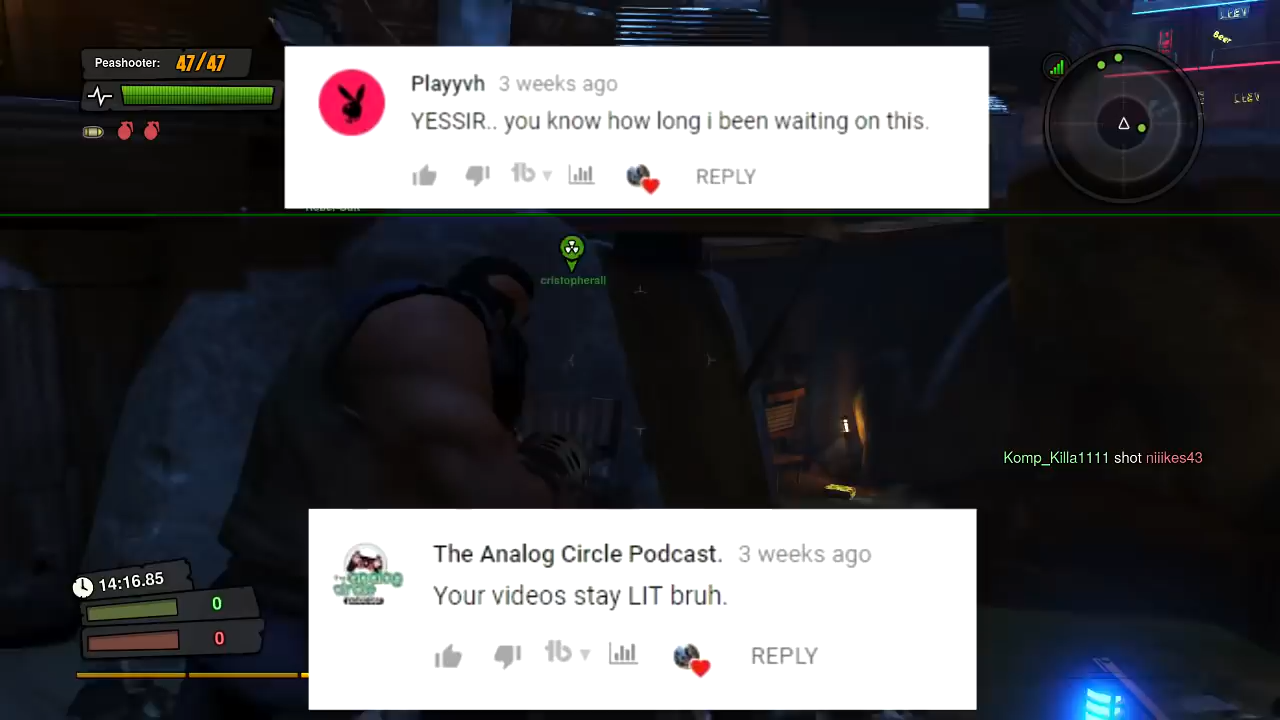 Peashooter: 47/47
Playyvh 3 weeks ago
YESSIR.. you know how long i been waiting on this.
REPLY
Beer
cristopherall
Komp_Killa1111 shot niiikes43
The Analog Circle Podcast. 3 weeks ago
Your videos stay LIT bruh.
14:16.85
0
0
REPLY